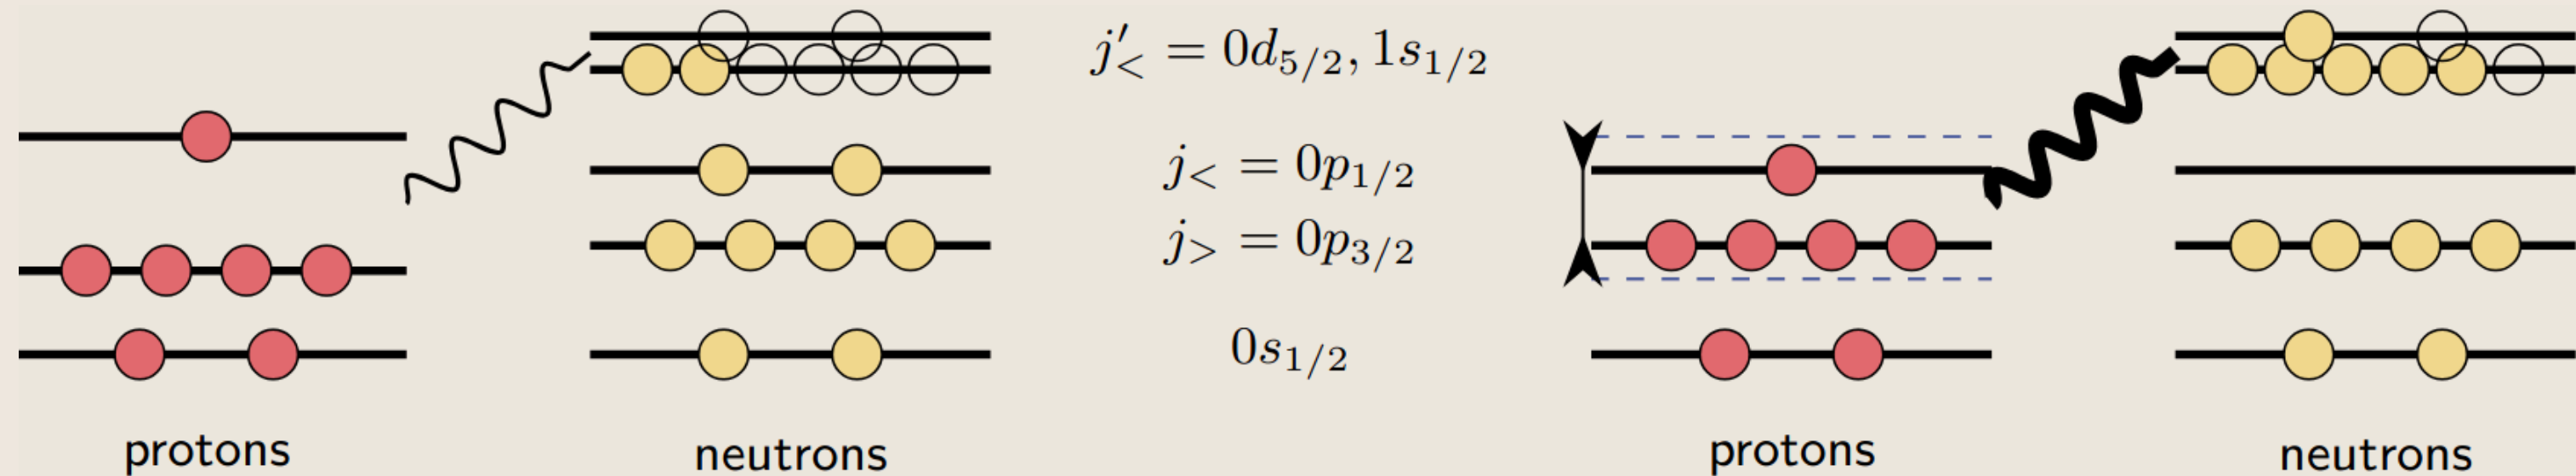 j′< = 0d5/2, 1s1/2
j< = 0p1/2
j> = 0p3/2
0s1/2
protons
neutrons
protons
neutrons